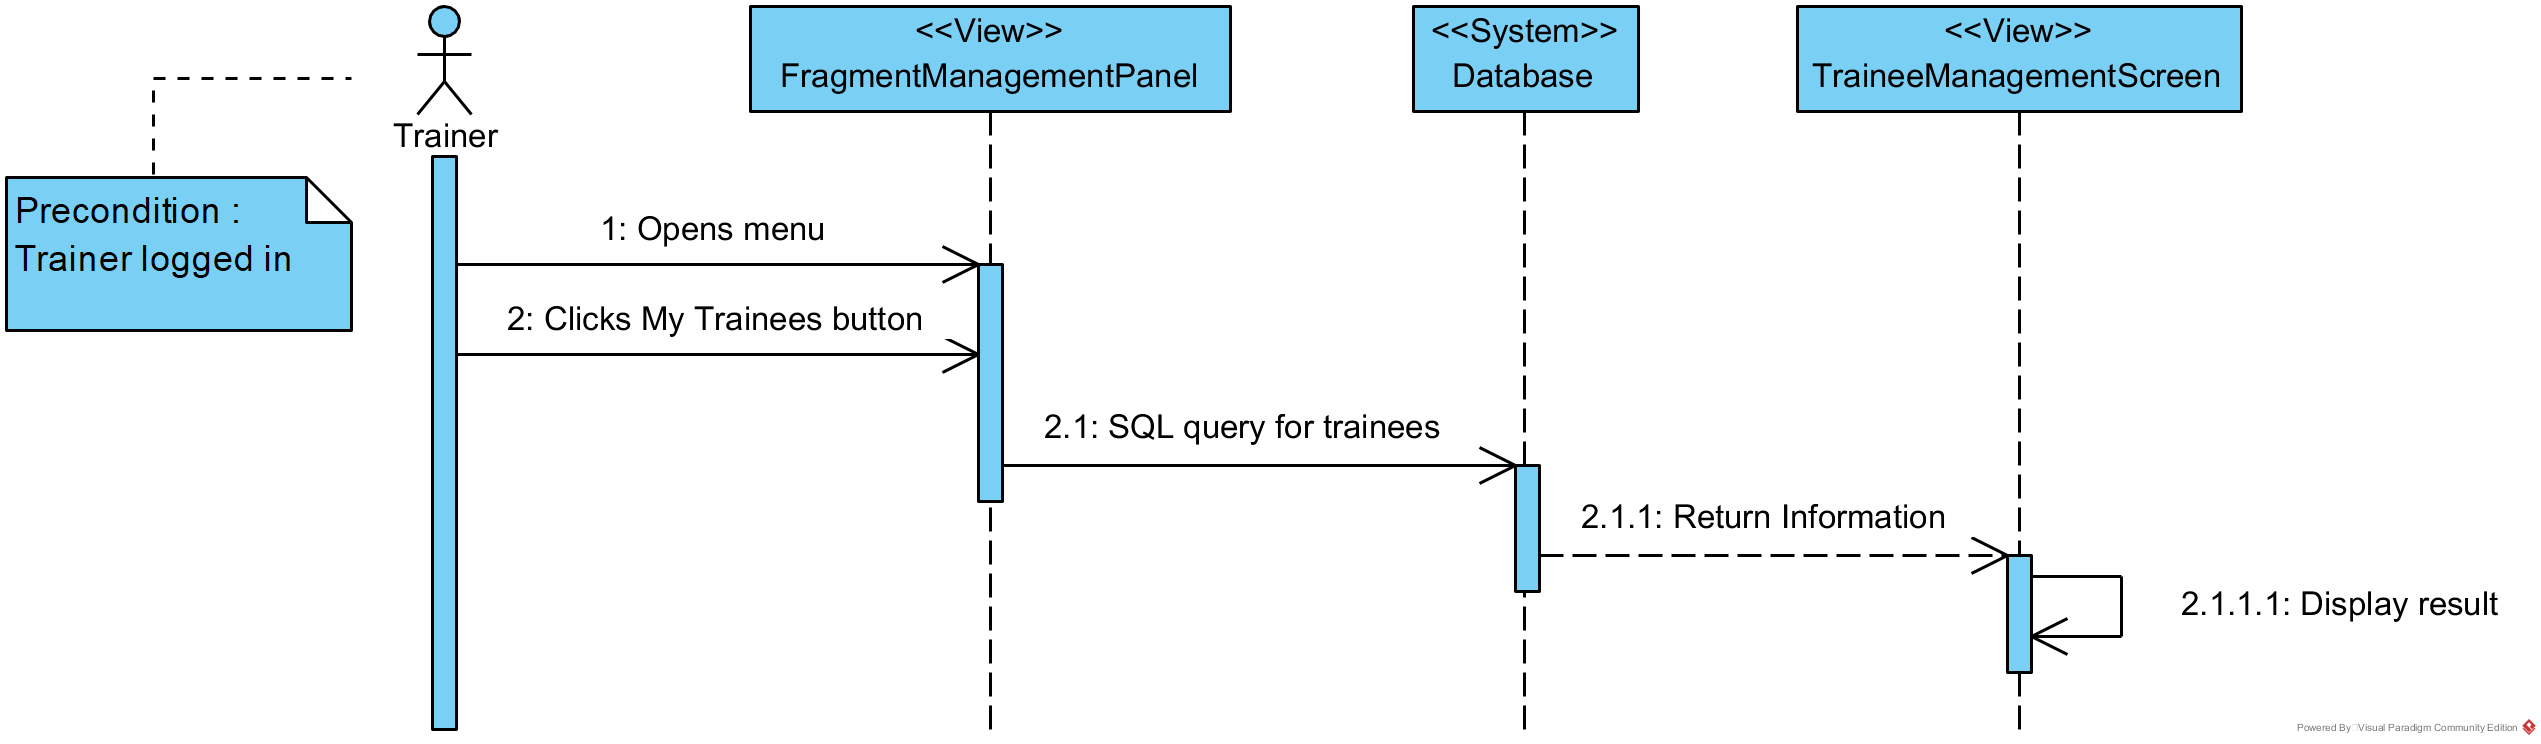 <<View>>
FragmentManagementPanel
<<System>>
Database
<<View>>
TraineeManagementScreen
Trainer
Precondition :
Trainer logged in
1: Opens menu
2: Clicks My Trainees button
2.1: SQL query for trainees
2.1.1: Return Information
2.1.1.1: Display result
Powered By Visual Paradigm Community Edition